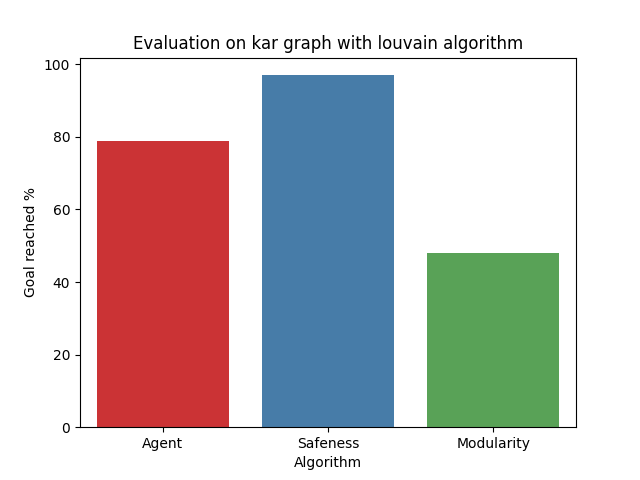 Evaluation on kar graph with louvain algorithm
Goal reached %
100
80
60
40
20
0
Agent
Safeness
Modularity
Algorithm